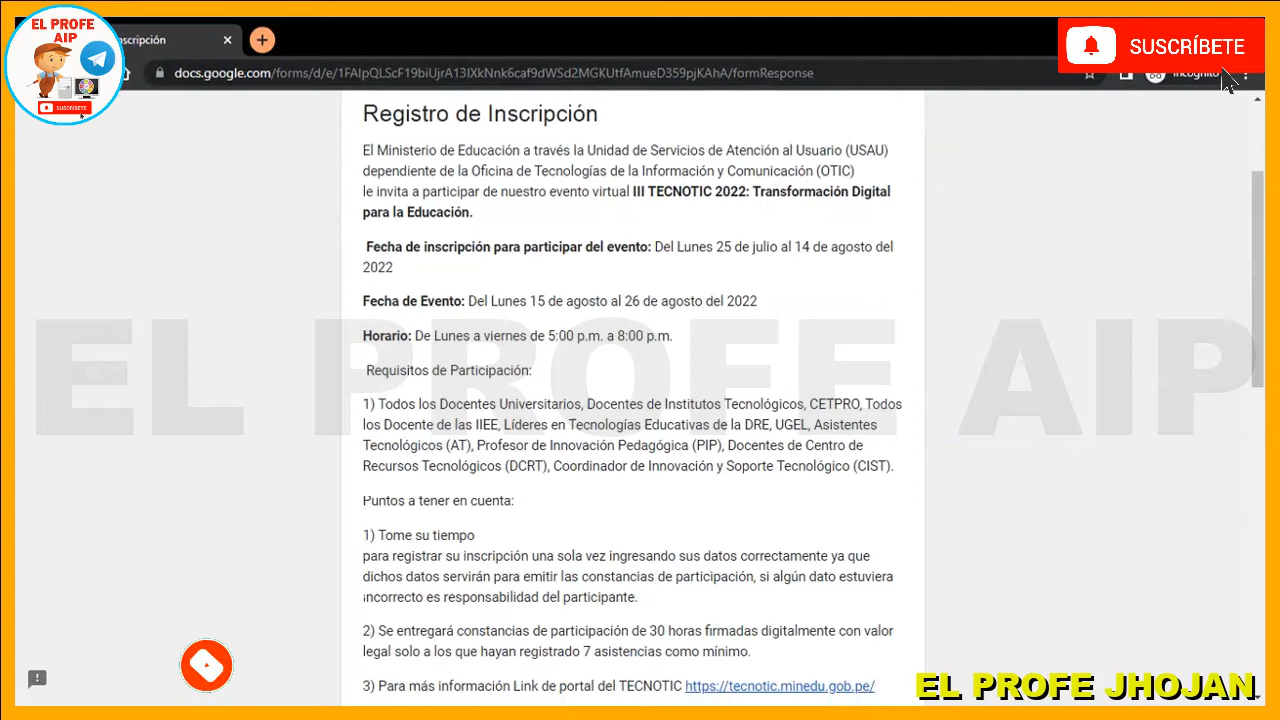 EL PROFE
AIP
SUSCRÍBETE
nscripción
SUSCRÍBETE
docs.google.com/forms/d/e/1FAIpQLScF19biUjrA13IXkNnk6caf9dWSd2MGKUtfAmueD359pjKAhA/formResponse
Incógnito
Registro de Inscripción
El Ministerio de Educación a través la Unidad de Servicios de Atención al Usuario (USAU)
dependiente de la Oficina de Tecnologías de la Información y Comunicación (OTIC)
le invita a participar de nuestro evento virtual III TECNOTIC 2022: Transformación Digital
para la Educación.
Fecha de inscripción para participar del evento: Del Lunes 25 de julio al 14 de agosto del
2022
Fecha de Evento: Del Lunes 15 de agosto al 26 de agosto del 2022
Horario: De Lunes a viernes de 5:00 p.m. a 8:00 p.m.
EL PROFE AIP
Requisitos de Participación:
1) Todos los Docentes Universitarios, Docentes de Institutos Tecnológicos, CETPRO, Todos
los Docente de las IIEE, Líderes en Tecnologías Educativas de la DRE, UGEL, Asistentes
Tecnológicos (AT), Profesor de Innovación Pedagógica (PIP), Docentes de Centro de
Recursos Tecnológicos (DCRT), Coordinador de Innovación y Soporte Tecnológico (CIST).
Puntos a tener en cuenta:
1) Tome su tiempo
para registrar su inscripción una sola vez ingresando sus datos correctamente ya que
dichos datos servirán para emitir las constancias de participación, si algún dato estuviera
incorrecto es responsabilidad del participante.
2) Se entregará constancias de participación de 30 horas firmadas digitalmente con valor
legal solo a los que hayan registrado 7 asistencias como mínimo.
3) Para más información Link de portal del TECNOTIC https://tecnotic.minedu.gob.pe/
EL PROFE JHOJAN